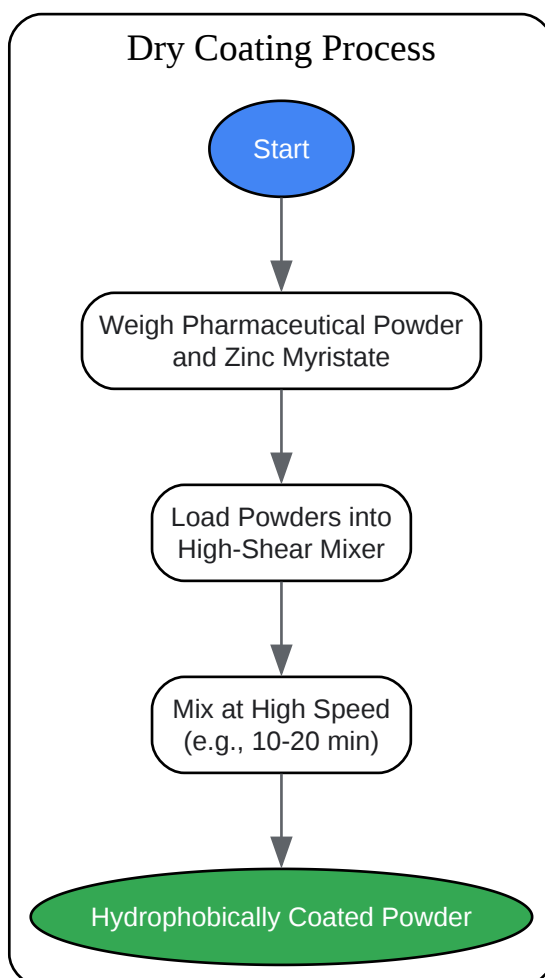 Dry Coating Process
Start
Weigh Pharmaceutical Powder
and Zinc Myristate
Load Powders into
High-Shear Mixer
Mix at High Speed
(e.g., 10-20 min)
Hydrophobically Coated Powder